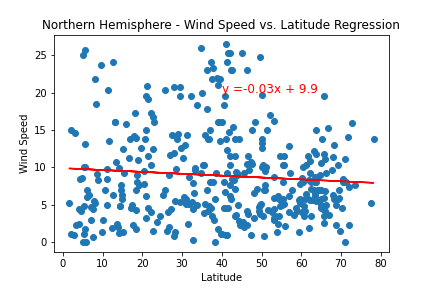 Northern Hemisphere - Wind Speed vs. Latitude Regression
25
20
15
10
5
0
Wind Speed
y =-0.03x + 9.9
0 10 20 30 40 50 60 70 80
Latitude